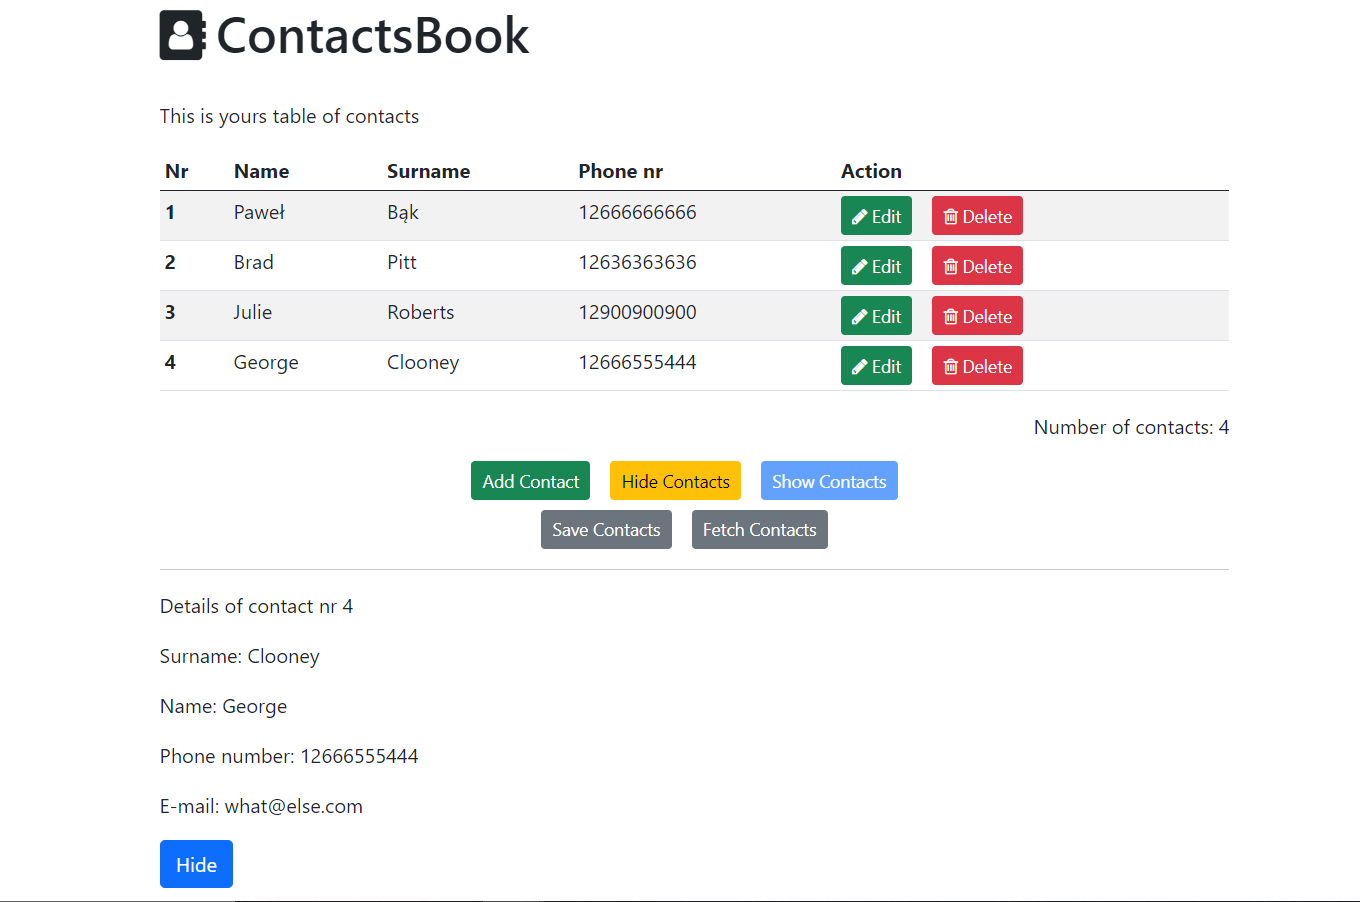 ContactsBook
This is yours table of contacts
Nr Name Surname Phone nr Action
1 Paweł Bąk 12666666666 Edit Delete
2 Brad Pitt 12636363636 Edit Delete
3 Julie Roberts 12900900900 Edit Delete
4 George Clooney 12666555444 Edit Delete
Number of contacts: 4
Add Contact Hide Contacts Show Contacts
Save Contacts Fetch Contacts
Details of contact nr 4
Surname: Clooney
Name: George
Phone number: 12666555444
E-mail: what@else.com
Hide